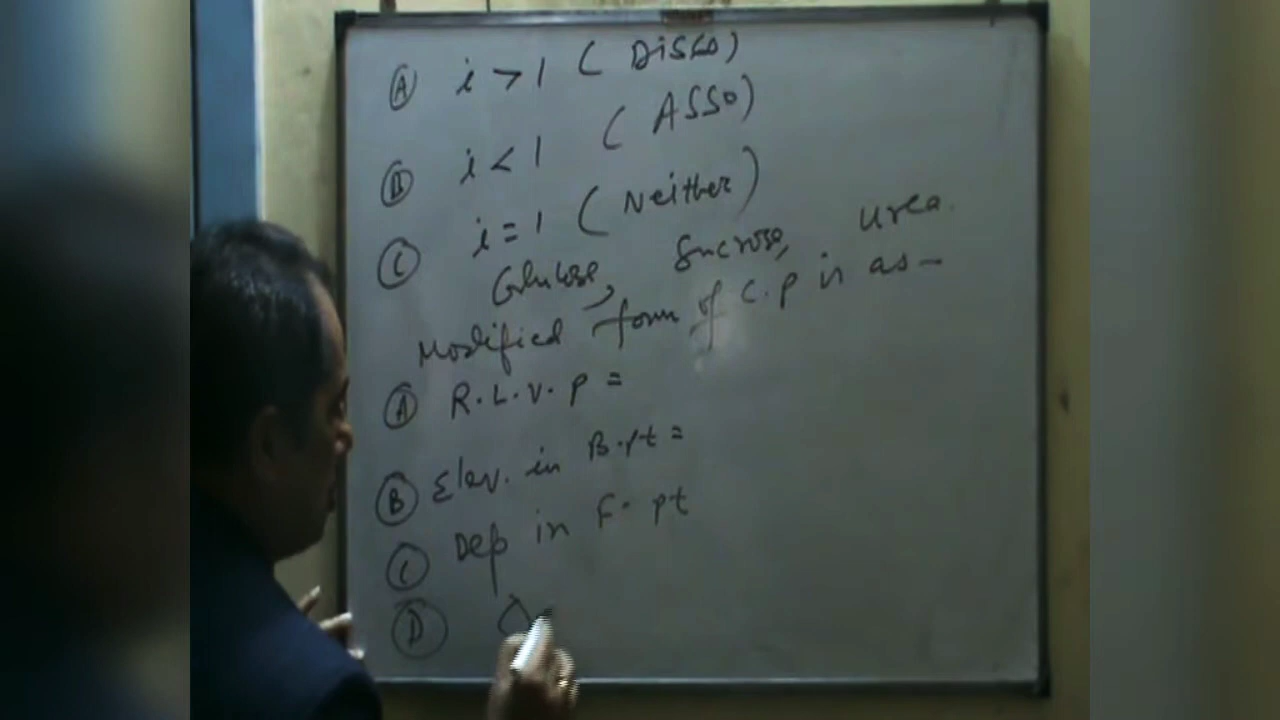 (A) i > 1 (Disso)
(B) i < 1 (ASSo)
(C) i = 1 (Neither)
Glucose, Sucrose, Urea.
Modified form of C.p is as -
(A) R.L.V.P =
(B) Elev. in B.pt =
(C) Dep in F.pt
(D)